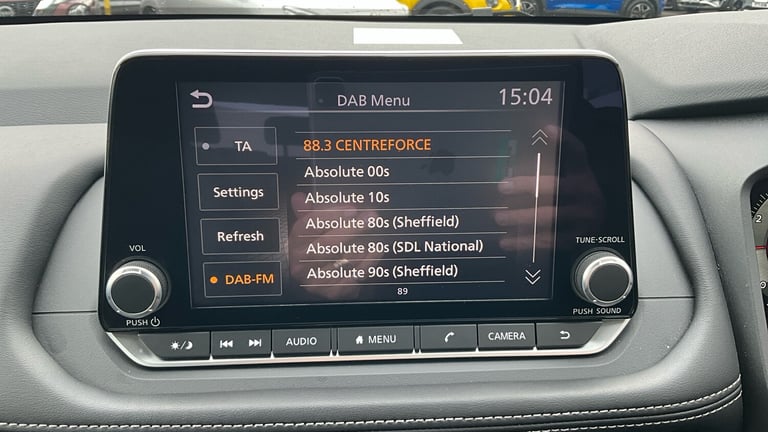 DAB Menu
15:04
TA
Settings
Refresh
DAB-FM
88.3 CENTREFORCE
Absolute 00s
Absolute 10s
Absolute 80s (Sheffield)
Absolute 80s (SDL National)
Absolute 90s (Sheffield)
89
VOL
PUSH
TUNE·SCROLL
PUSH SOUND
AUDIO
MENU
CAMERA
2